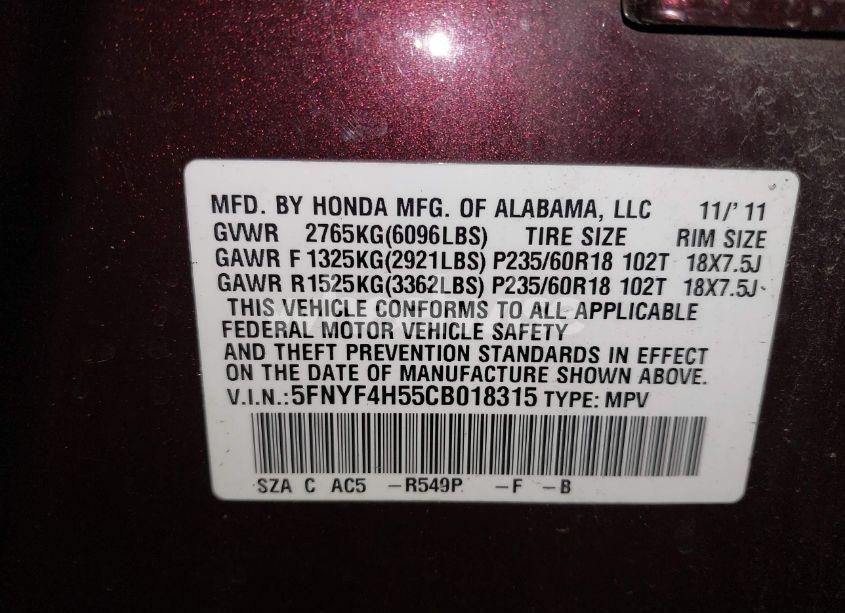 MFD. BY HONDA MFG. OF ALABAMA, LLC 11/' 11
GVWR 2765KG(6096LBS) TIRE SIZE RIM SIZE
GAWR F 1325KG(2921LBS) P235/60R18 102T 18X7.5J
GAWR R1525KG(3362LBS) P235/60R18 102T 18X7.5J
THIS VEHICLE CONFORMS TO ALL APPLICABLE
FEDERAL MOTOR VEHICLE SAFETY
AND THEFT PREVENTION STANDARDS IN EFFECT
ON THE DATE OF MANUFACTURE SHOWN ABOVE.
V.I.N.:5FNYF4H55CB018315 TYPE: MPV
SZA C AC5 –R549P –F –B